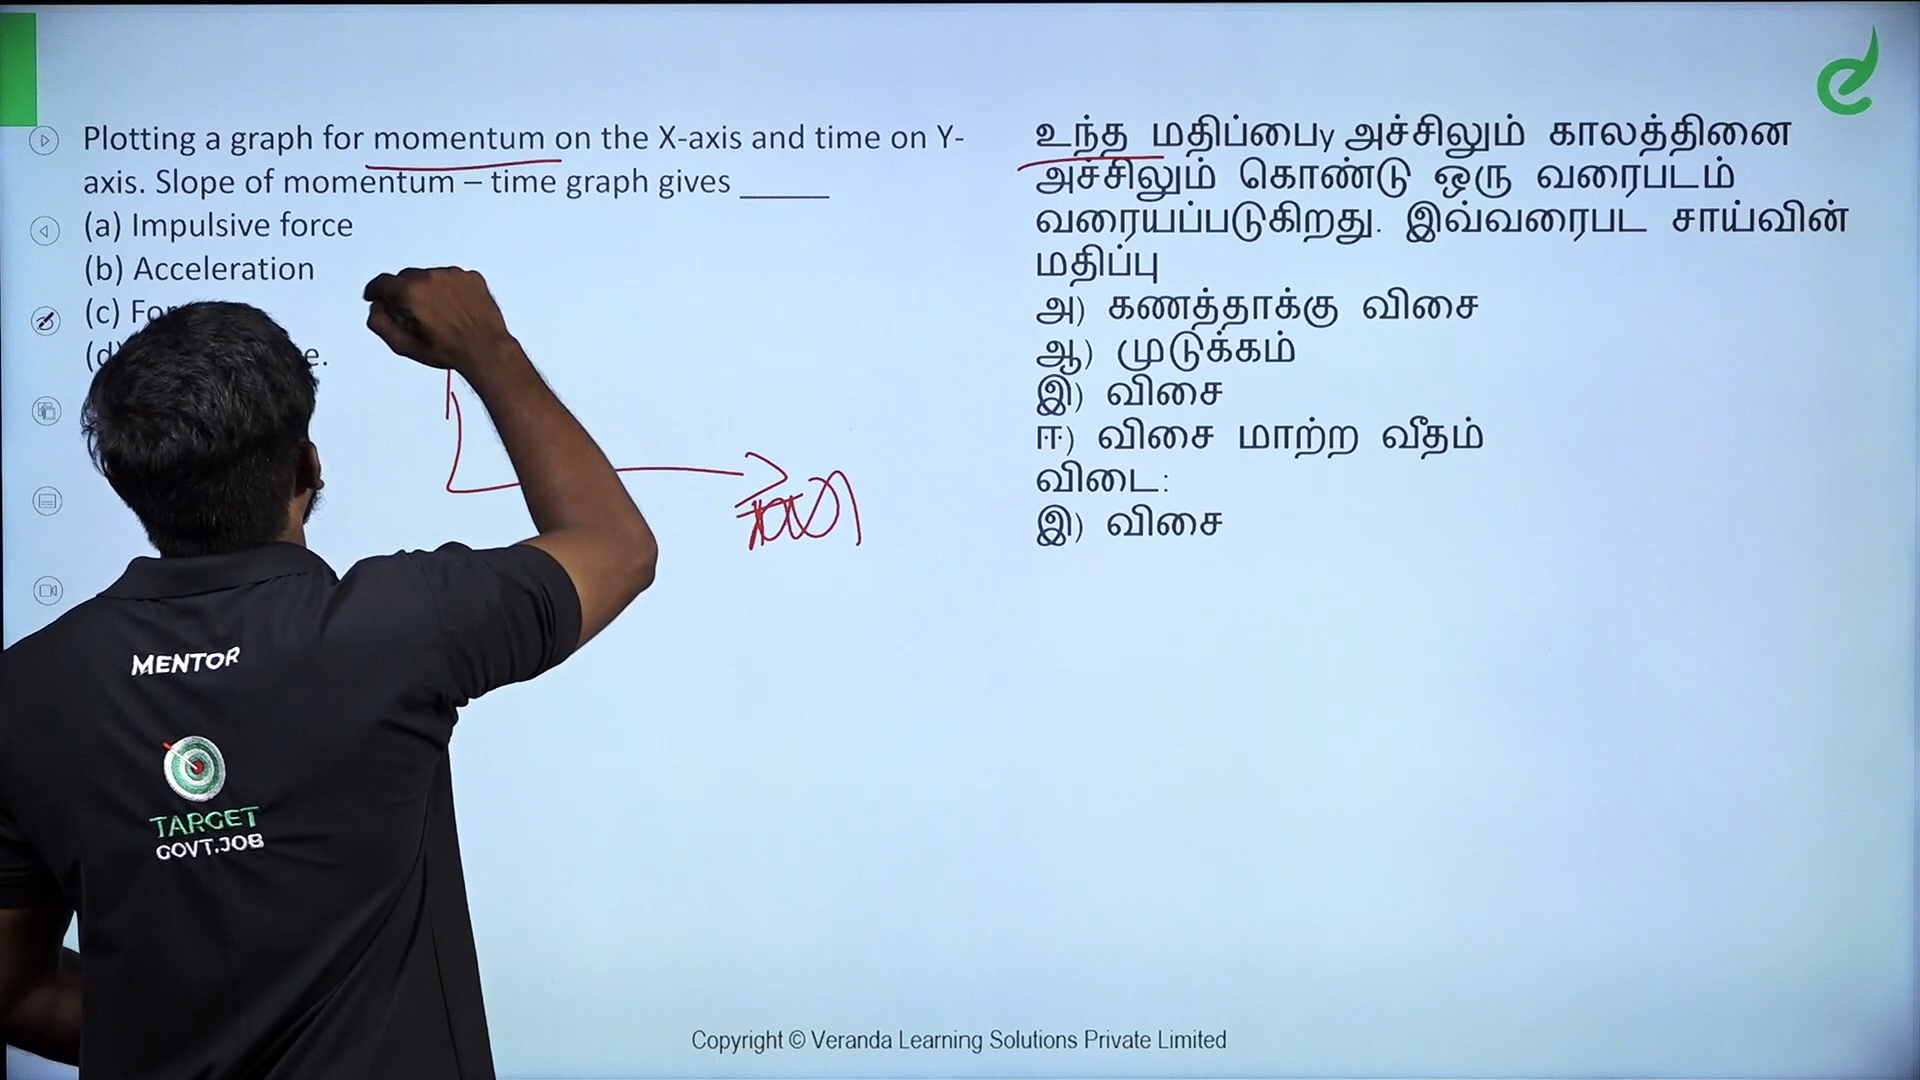 Plotting a graph for momentum on the X-axis and time on Y-
axis. Slope of momentum – time graph gives ______
(a) Impulsive force
(b) Acceleration
(c)
e.
உந்த மதிப்பைy அச்சிலும் காலத்தினை
அச்சிலும் கொண்டு ஒரு வரைபடம்
வரையப்படுகிறது. இவ்வரைபட சாய்வின்
மதிப்பு
அ) கணத்தாக்கு விசை
ஆ) முடுக்கம்
இ) விசை
ஈ) விசை மாற்ற வீதம்
விடை:
இ) விசை
MENTOR
TARGET
GOVT.JOB
Copyright © Veranda Learning Solutions Private Limited